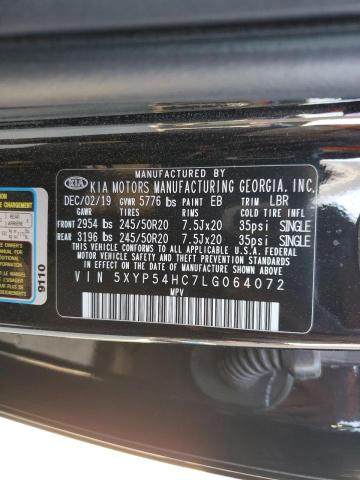 MANUFACTURED BY
KIA KIA MOTORS MANUFACTURING GEORGIA, INC.
DEC/02/19 GVWR 5776 lbs PAINT EB TRIM LBR
GAWR TIRES RIMS COLD TIRE INFL
FRONT 2954 lbs 245/50R20 7.5Jx20 35psi SINGLE
REAR 3196 lbs 245/50R20 7.5Jx20 35psi SINGLE
THIS VEHICLE CONFORMS TO ALL APPLICABLE U.S. FEDERAL
MOTOR VEHICLE SAFETY, BUMPER, AND THEFT PREVENTION STANDARDS
IN EFFECT ON THE DATE OF MANUFACTURE SHOWN ABOVE.
VIN 5XYP54HC7LG064072
MPV
9110